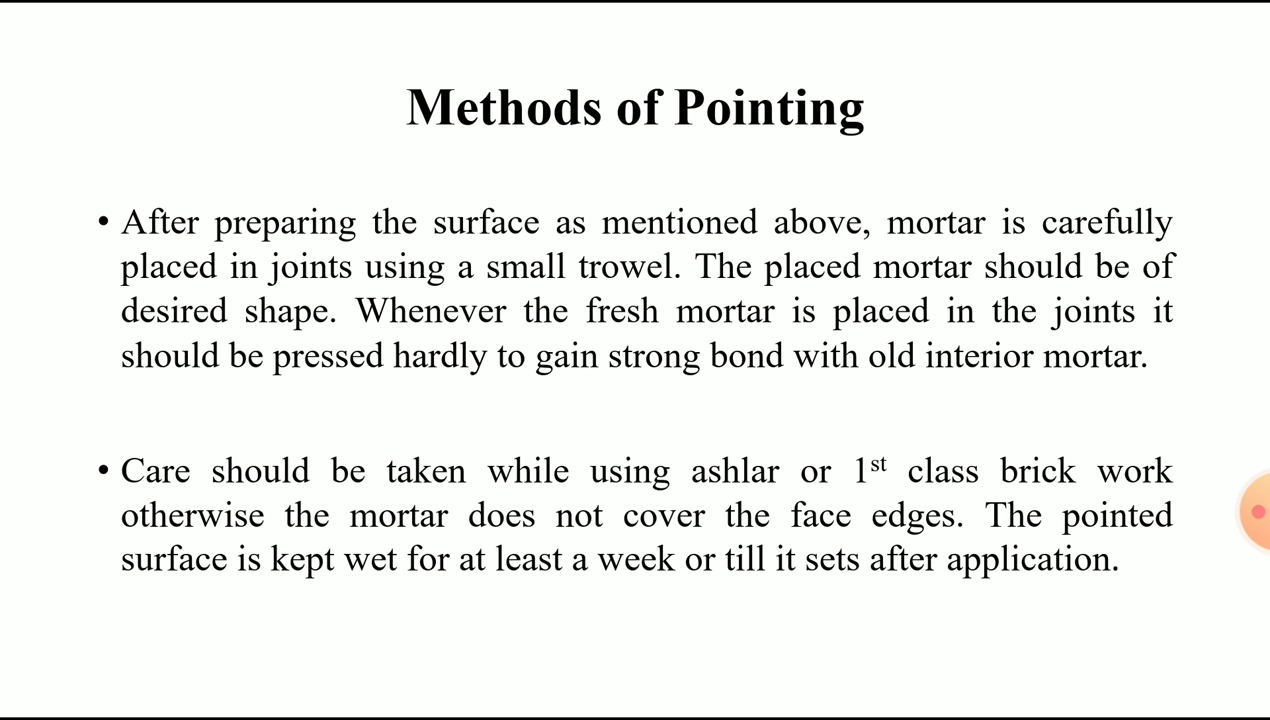 Methods of Pointing
• After preparing the surface as mentioned above, mortar is carefully
placed in joints using a small trowel. The placed mortar should be of
desired shape. Whenever the fresh mortar is placed in the joints it
should be pressed hardly to gain strong bond with old interior mortar.
• Care should be taken while using ashlar or 1st class brick work
otherwise the mortar does not cover the face edges. The pointed
surface is kept wet for at least a week or till it sets after application.